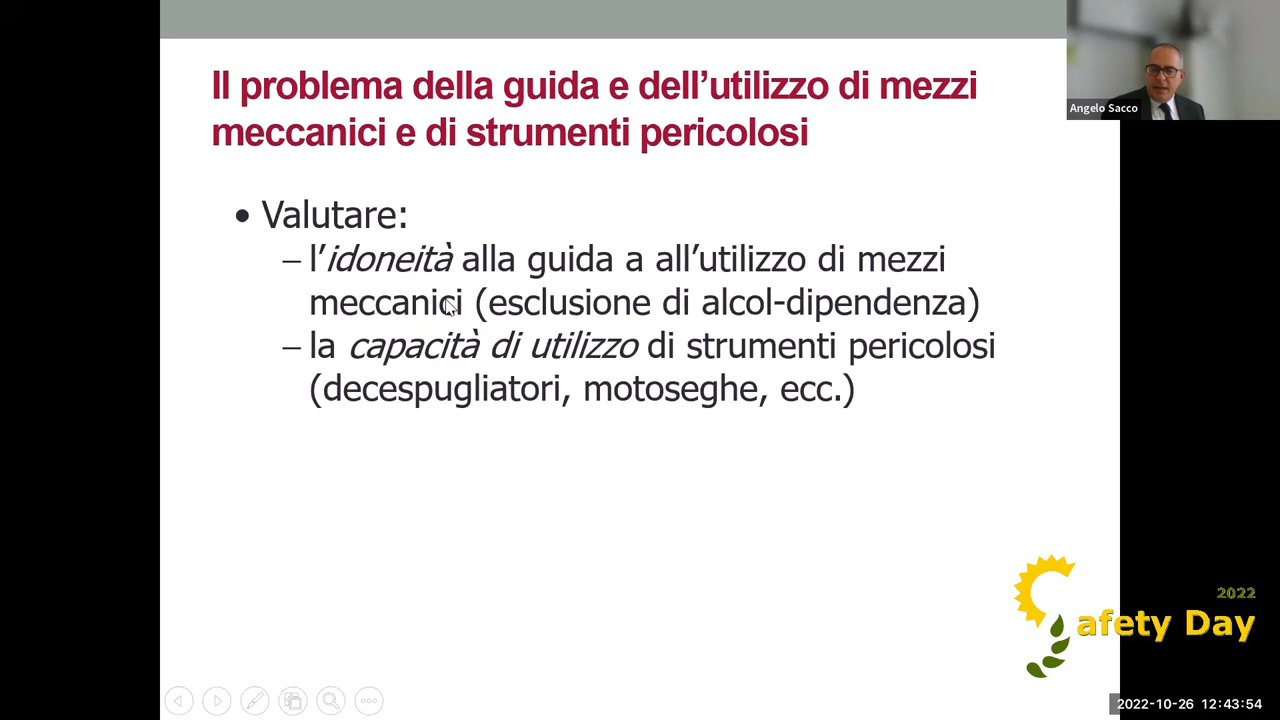 Il problema della guida e dell’utilizzo di mezzi
meccanici e di strumenti pericolosi
Angelo Sacco
• Valutare:
– l’idoneità alla guida a all’utilizzo di mezzi
meccanici (esclusione di alcol-dipendenza)
– la capacità di utilizzo di strumenti pericolosi
(decespugliatori, motoseghe, ecc.)
2022
afety Day
2022-10-26 12:43:54